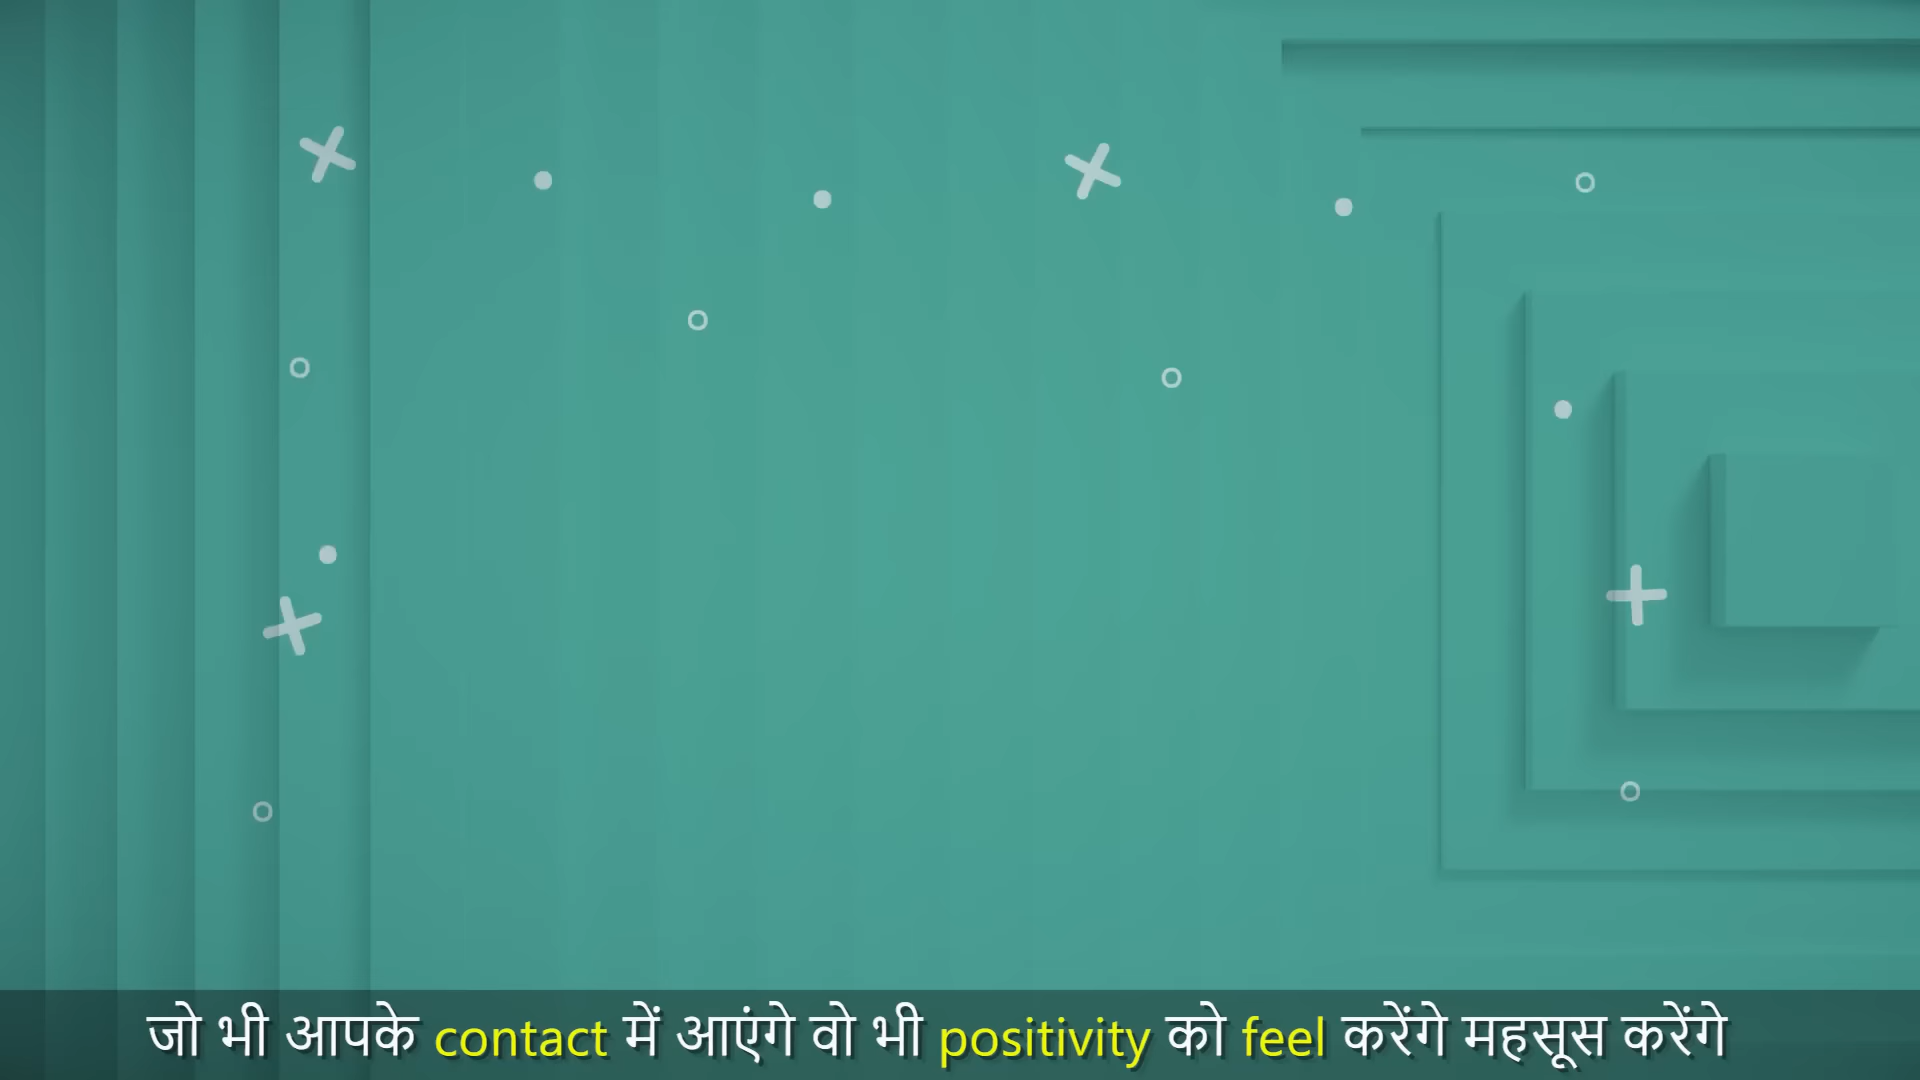 जो भी आपके contact में आएंगे वो भी positivity को feel करेंगे महसूस करेंगे